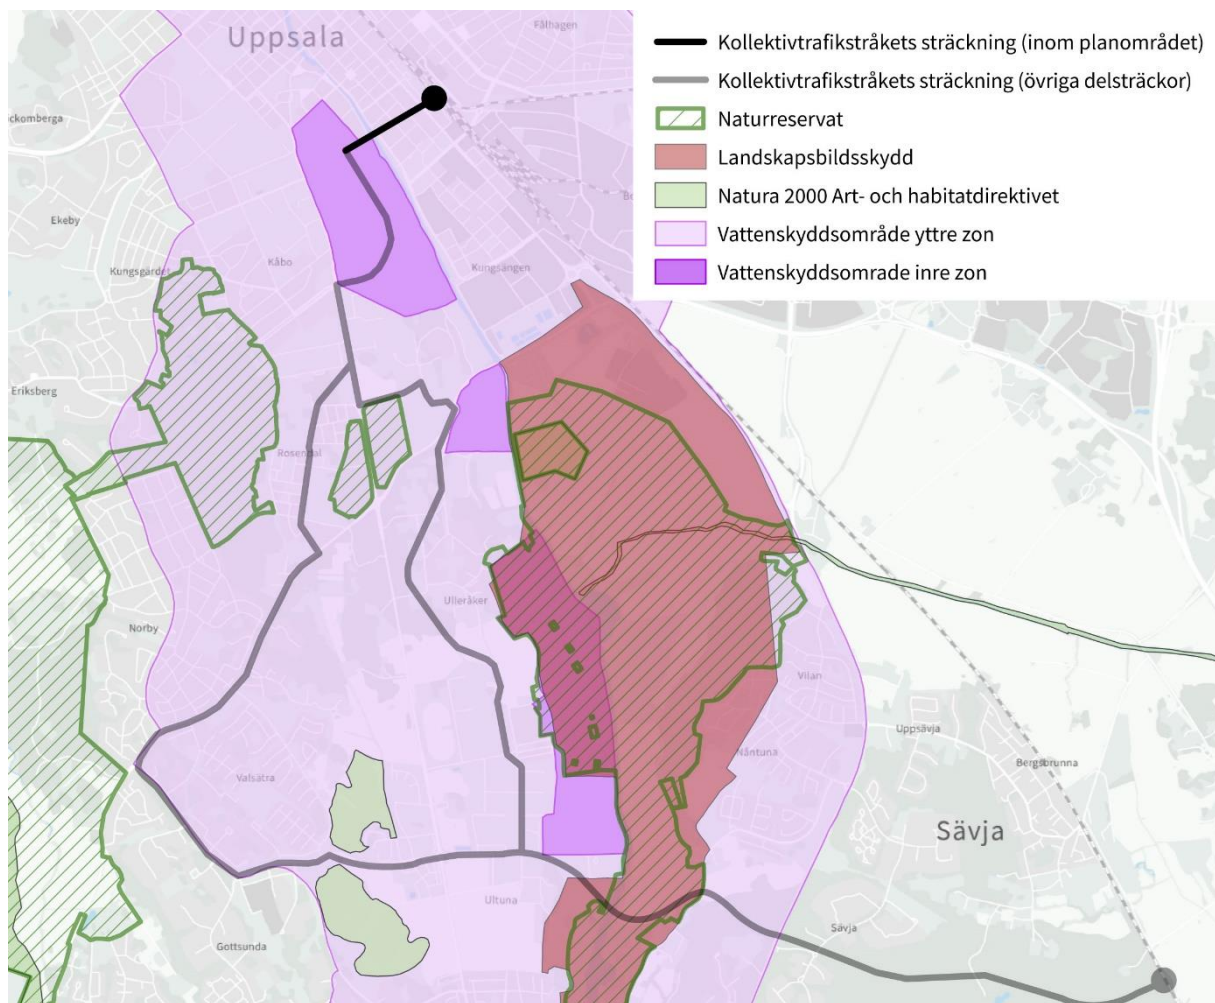 Uppsala
Fålhagen
Kollektivtrafikstråkets sträckning (inom planområdet)
Kollektivtrafikstråkets sträckning (övriga delsträckor)
Naturreservat
Landskapsbildsskydd
Natura 2000 Art- och habitatdirektivet
Vattenskyddsområde yttre zon
Vattenskyddsomrade inre zon
ckomberga
Ekeby
Kungsgärdet
Kåbo
Kungsängen
Eriksberg
Rosendal
Ulleråker
Norby
Vilan
Uppsävja
Nåntuna
Bergsbrunna
Valsätra
Sävja
Ultuna
Sävja
Gottsunda